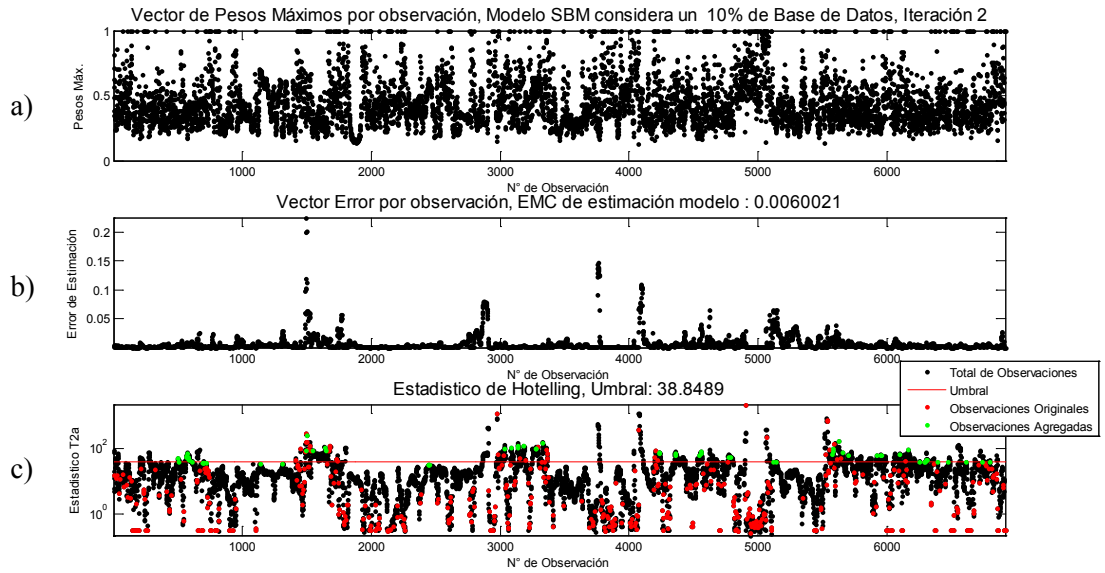 Vector de Pesos Máximos por observación, Modelo SBM considera un 10% de Base de Datos, Iteración 2
a)
Pesos Máx.
1
0.5
0
1000 2000 3000 4000 5000 6000
N° de Observación
Vector Error por observación, EMC de estimación modelo : 0.0060021
b)
Error de Estimación
0.2
0.15
0.1
0.05
1000 2000 3000 4000 5000 6000
N° de Observación
Estadistico de Hotelling, Umbral: 38.8489
Total de Observaciones
Umbral
Observaciones Originales
Observaciones Agregadas
c)
Estadistico T2a
10^2
10^0
1000 2000 3000 4000 5000 6000
N° de Observación